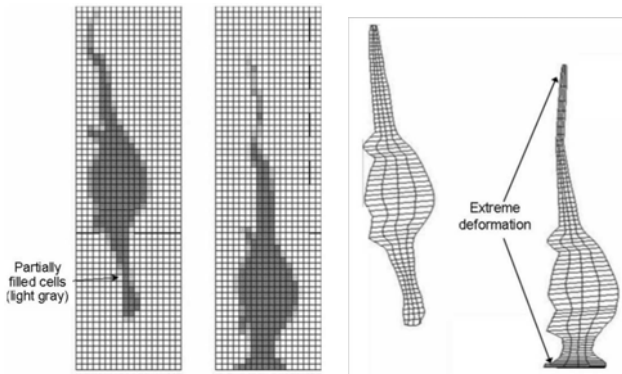 Partially
filled cells
(light gray)
Extreme
deformation